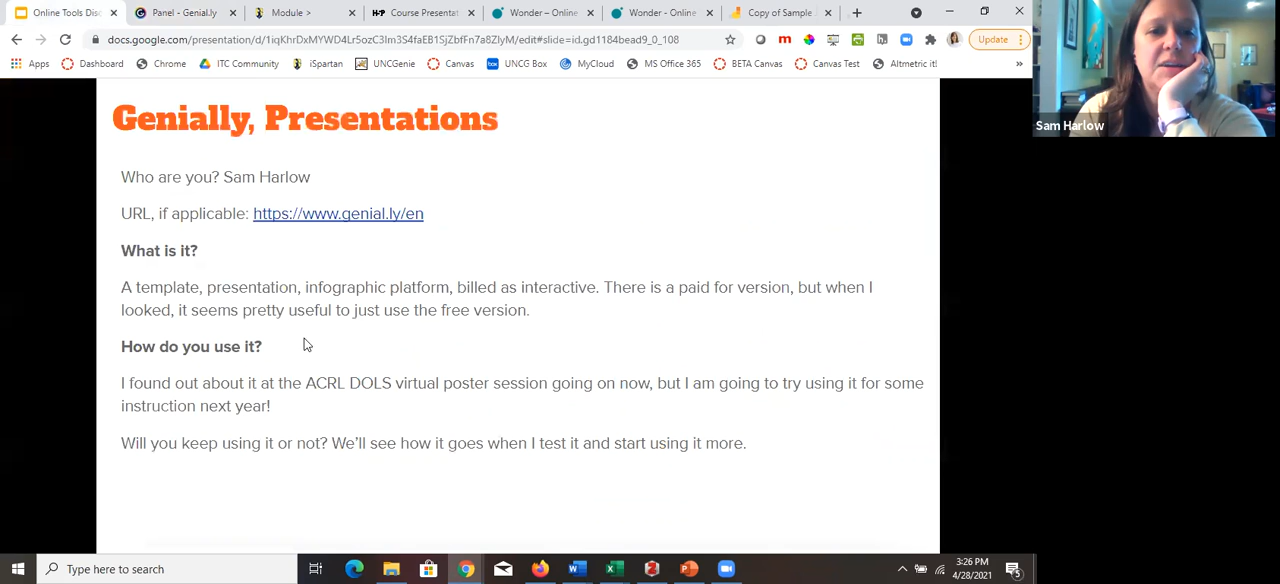 Online Tools Disc
Panel - Genial.ly
Module >
H-P Course Presentat
Wonder – Online
Wonder - Online
Copy of Sample
docs.google.com/presentation/d/1iqKhrDxMYWD4Lr5ozC3Im3S4faEB1SjZbfFn7a8ZlyM/edit#slide=id.gd1184bead9_0_108
Update
Apps
Dashboard
Chrome
ITC Community
iSpartan
UNCGenie
Canvas
UNCG Box
MyCloud
MS Office 365
BETA Canvas
Canvas Test
Altmetric it!
»
Sam Harlow
Genially, Presentations
Who are you? Sam Harlow
URL, if applicable: https://www.genial.ly/en
What is it?
A template, presentation, infographic platform, billed as interactive. There is a paid for version, but when I
looked, it seems pretty useful to just use the free version.
How do you use it?
I found out about it at the ACRL DOLS virtual poster session going on now, but I am going to try using it for some
instruction next year!
Will you keep using it or not? We'll see how it goes when I test it and start using it more.
Type here to search
3:26 PM
4/28/2021
5